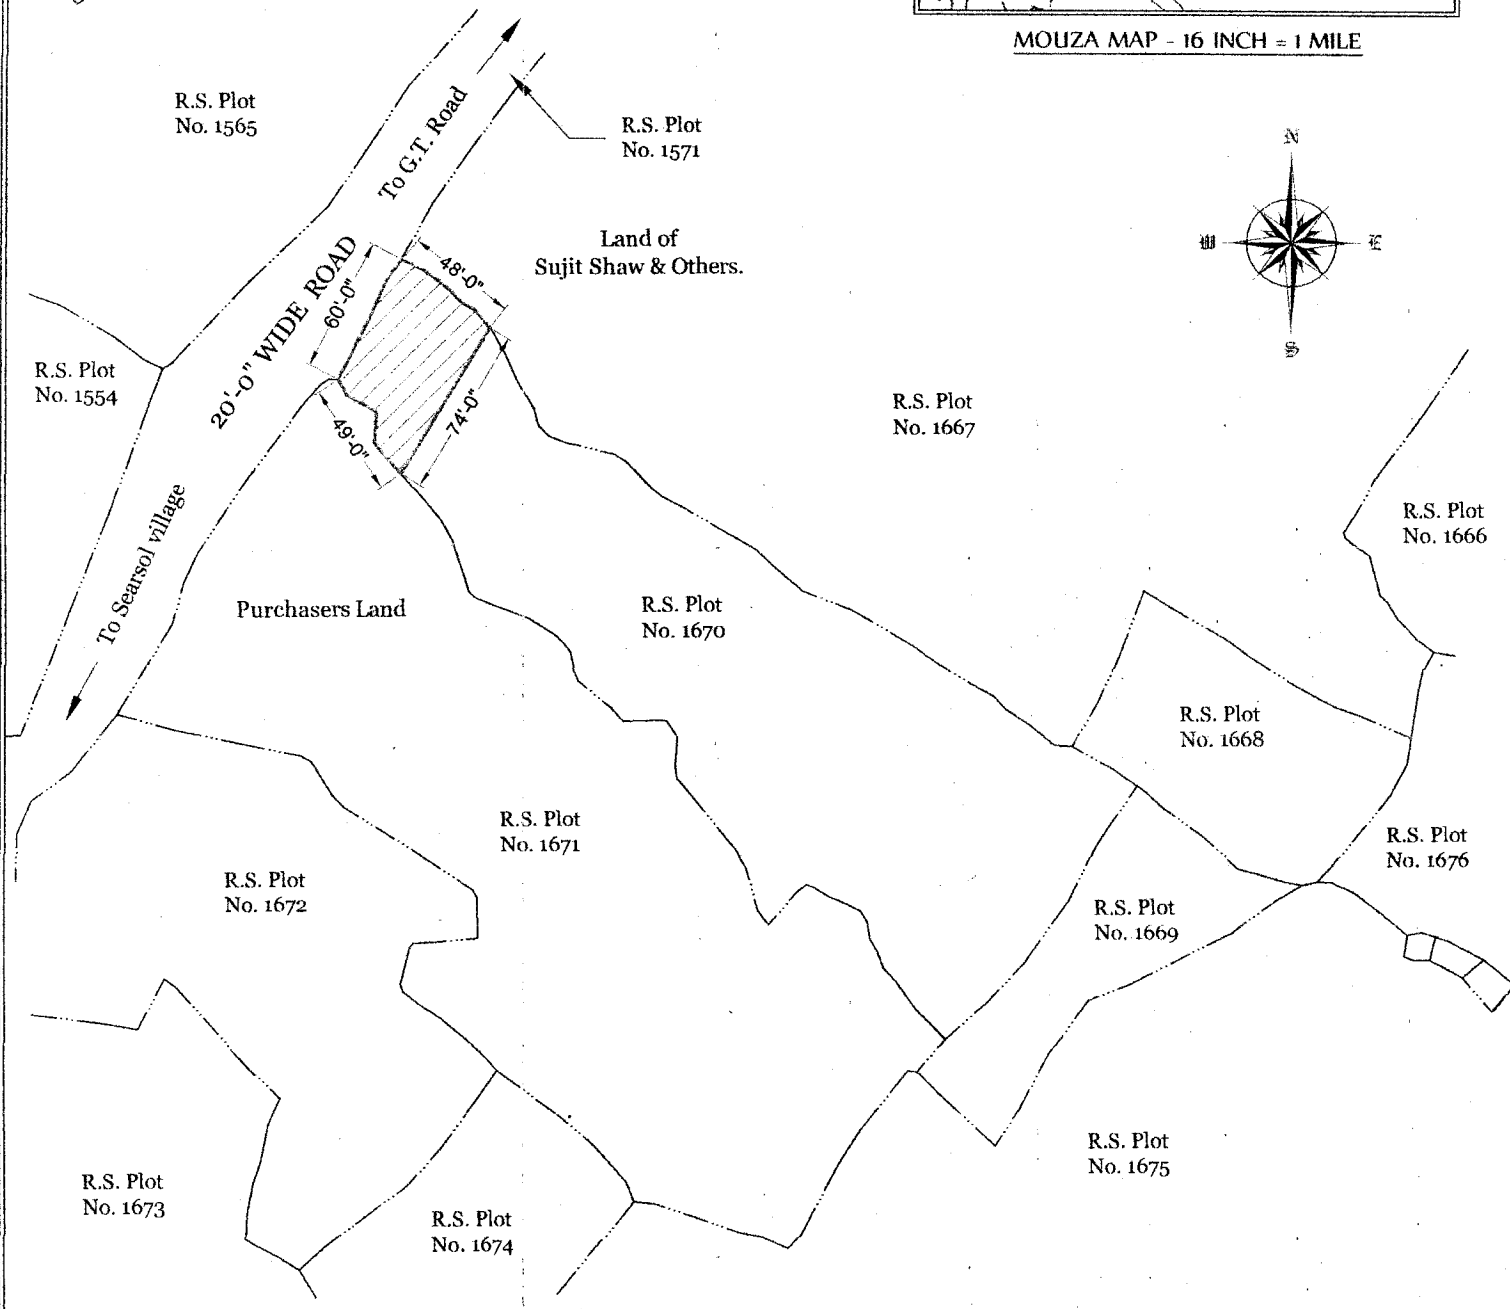 MOUZA MAP - 16 INCH = 1 MILE
R.S. Plot
No. 1565
To G.T. Road
R.S. Plot
No. 1571
N
W
E
S
Land of
Sujit Shaw & Others.
48'-0"
60'-0"
20'-0" WIDE ROAD
R.S. Plot
No. 1554
74'-0"
49'-0"
R.S. Plot
No. 1667
R.S. Plot
No. 1666
To Searsol village
Purchasers Land
R.S. Plot
No. 1670
R.S. Plot
No. 1668
R.S. Plot
No. 1671
R.S. Plot
No. 1676
R.S. Plot
No. 1672
R.S. Plot
No. 1669
R.S. Plot
No. 1673
R.S. Plot
No. 1674
R.S. Plot
No. 1675